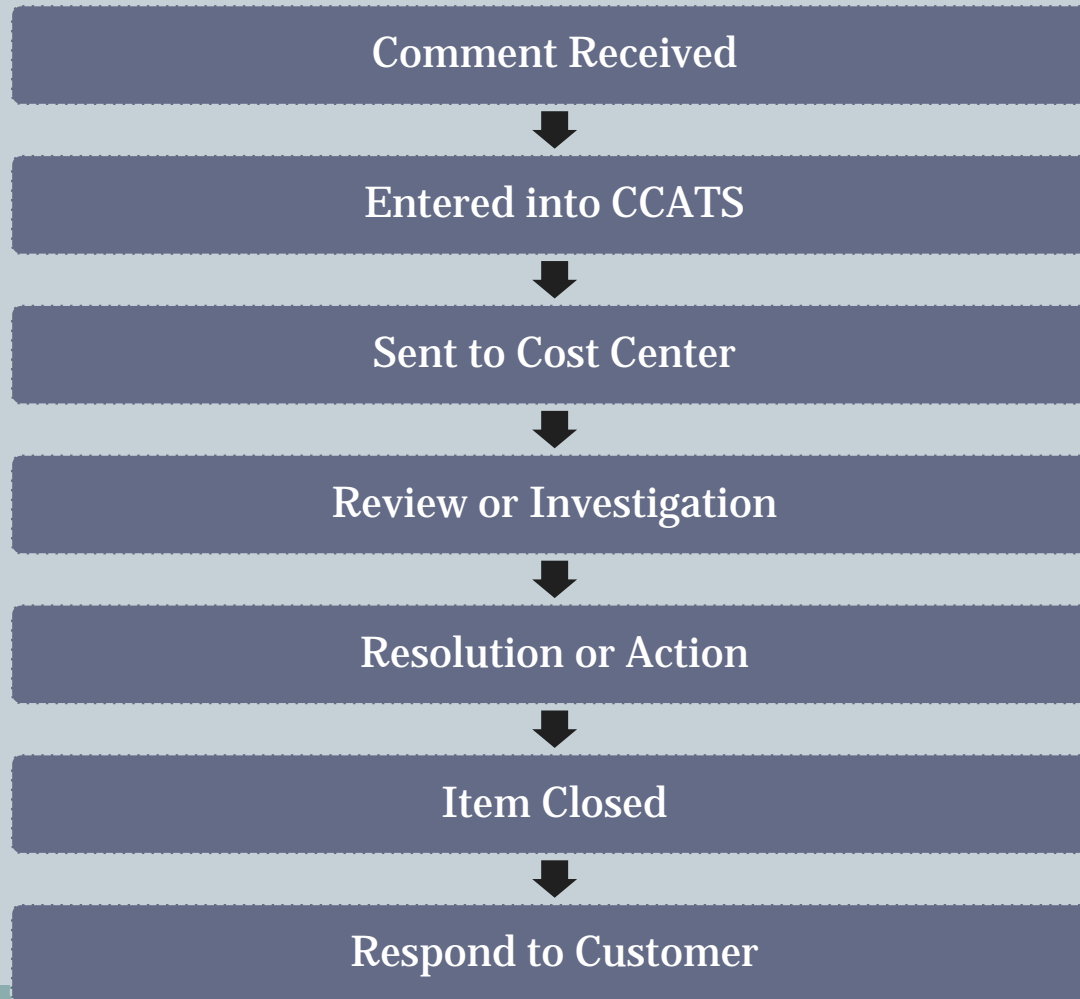 Comment Received
Entered into CCATS
Sent to Cost Center
Review or Investigation
Resolution or Action
Item Closed
Respond to Customer